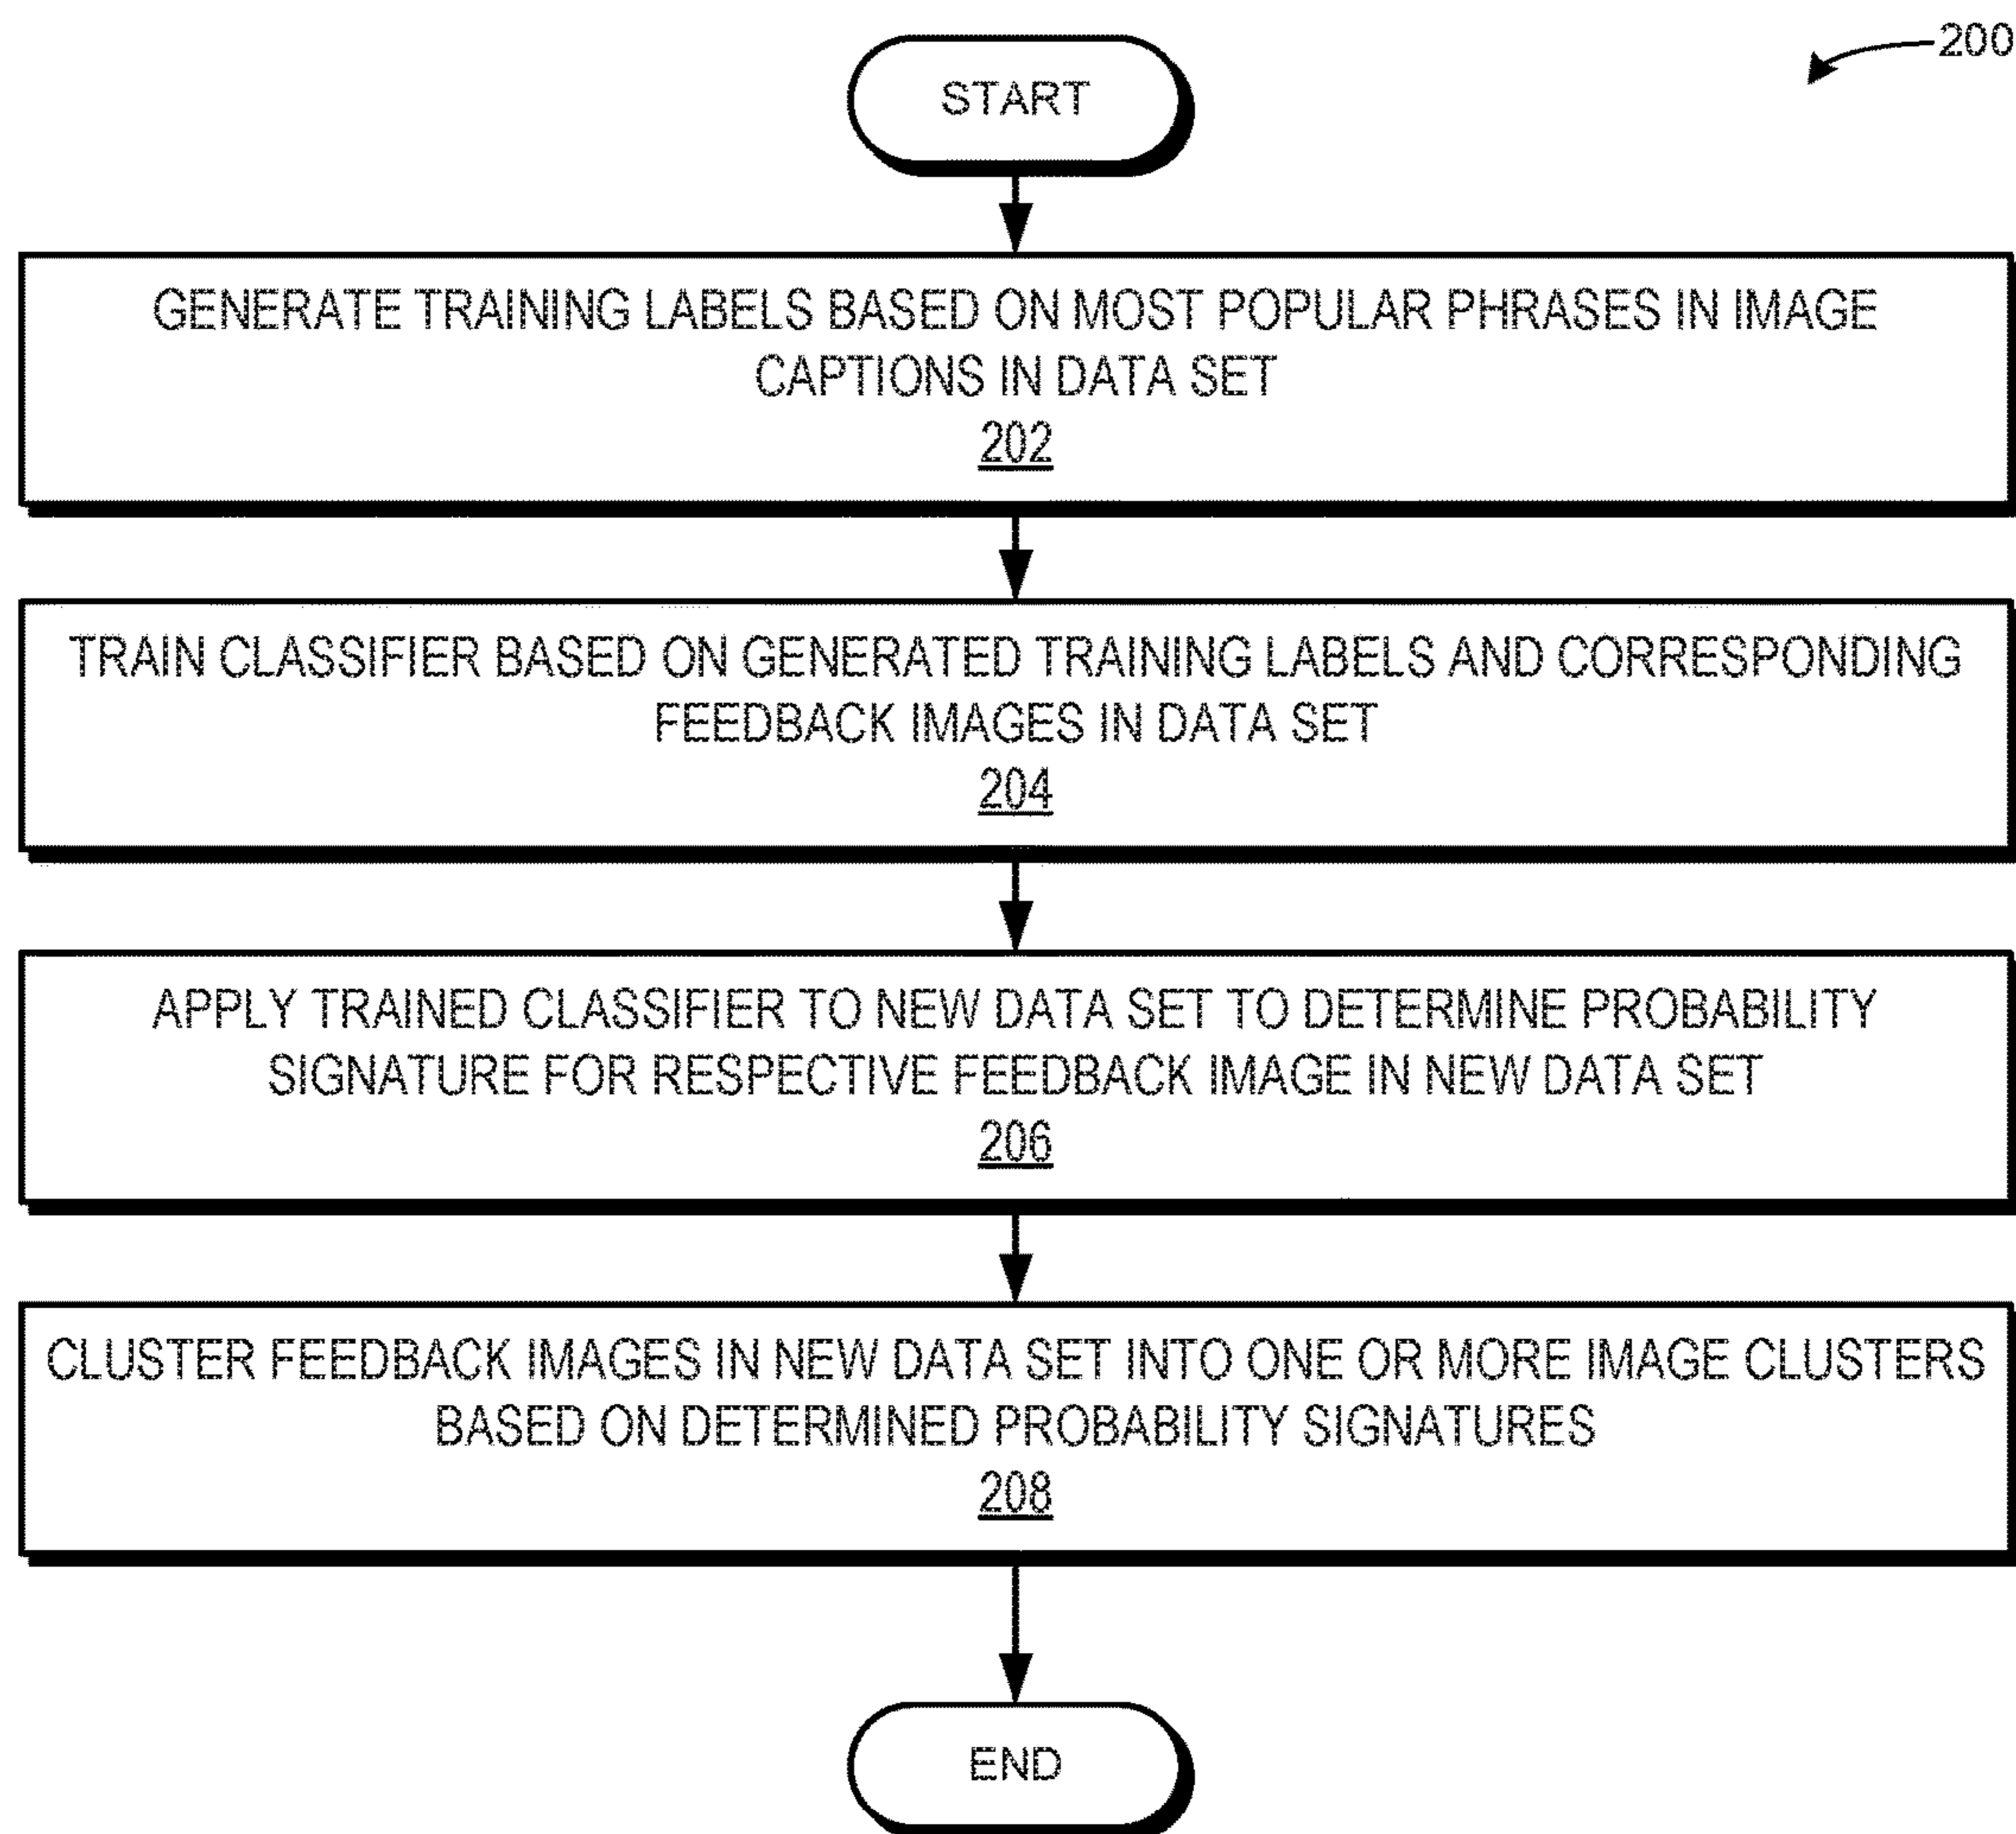 200
START
GENERATE TRAINING LABELS BASED ON MOST POPULAR PHRASES IN IMAGE
CAPTIONS IN DATA SET
202
TRAIN CLASSIFIER BASED ON GENERATED TRAINING LABELS AND CORRESPONDING
FEEDBACK IMAGES IN DATA SET
204
APPLY TRAINED CLASSIFIER TO NEW DATA SET TO DETERMINE PROBABILITY
SIGNATURE FOR RESPECTIVE FEEDBACK IMAGE IN NEW DATA SET
206
CLUSTER FEEDBACK IMAGES IN NEW DATA SET INTO ONE OR MORE IMAGE CLUSTERS
BASED ON DETERMINED PROBABILITY SIGNATURES
208
END